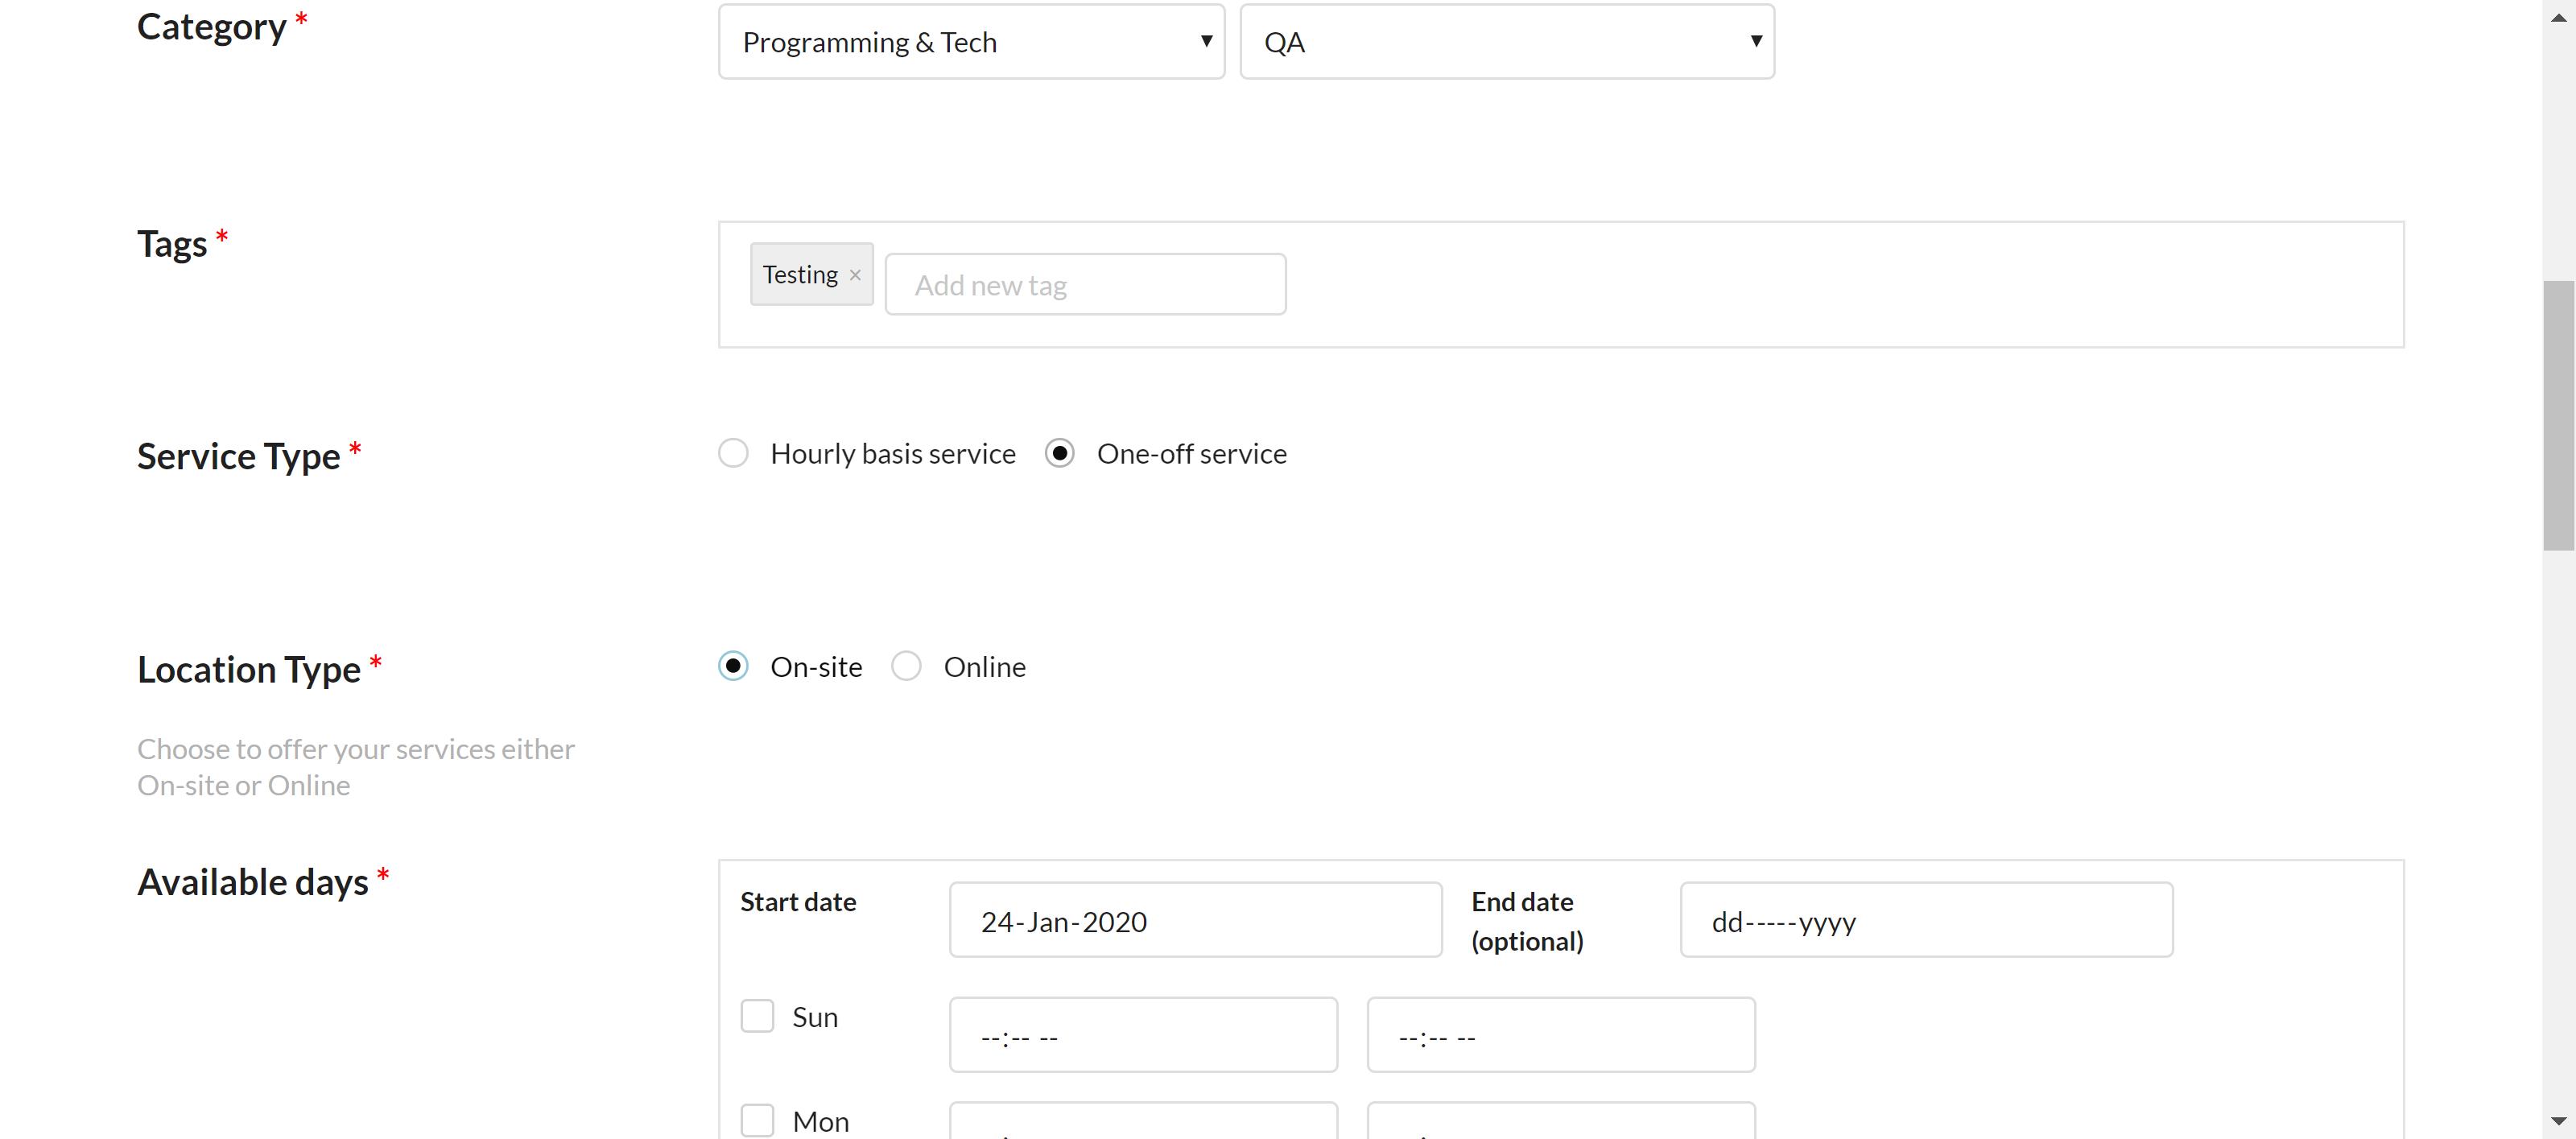 Category *
Programming & Tech
QA
Tags *
Testing ×
Add new tag
Service Type *
Hourly basis service
One-off service
Location Type *
On-site
Online
Choose to offer your services either
On-site or Online
Available days *
Start date
24-Jan-2020
End date
(optional)
dd-----yyyy
Sun
--:-- --
--:-- --
Mon